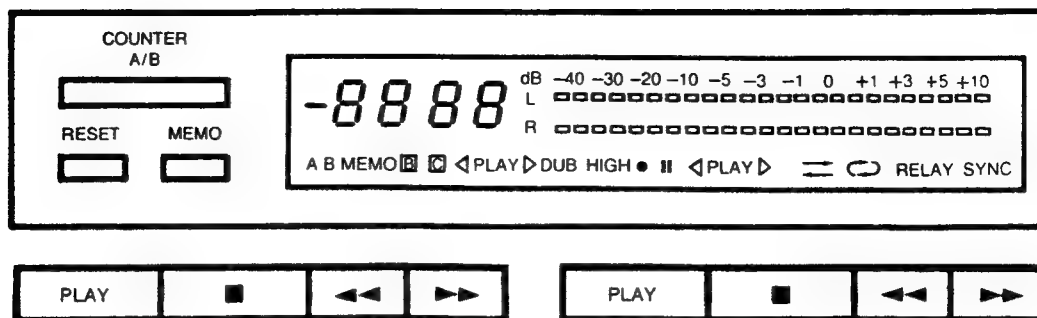 COUNTER
A/B
RESET MEMO
-8888
dB -40 -30 -20 -10 -5 -3 -1 0 +1 +3 +5 +10
L
R
A B MEMO B C ◁ PLAY ▷ DUB HIGH ● II ◁ PLAY ▷ RELAY SYNC
PLAY ■ ◀◀ ▶▶ PLAY ■ ◀◀ ▶▶